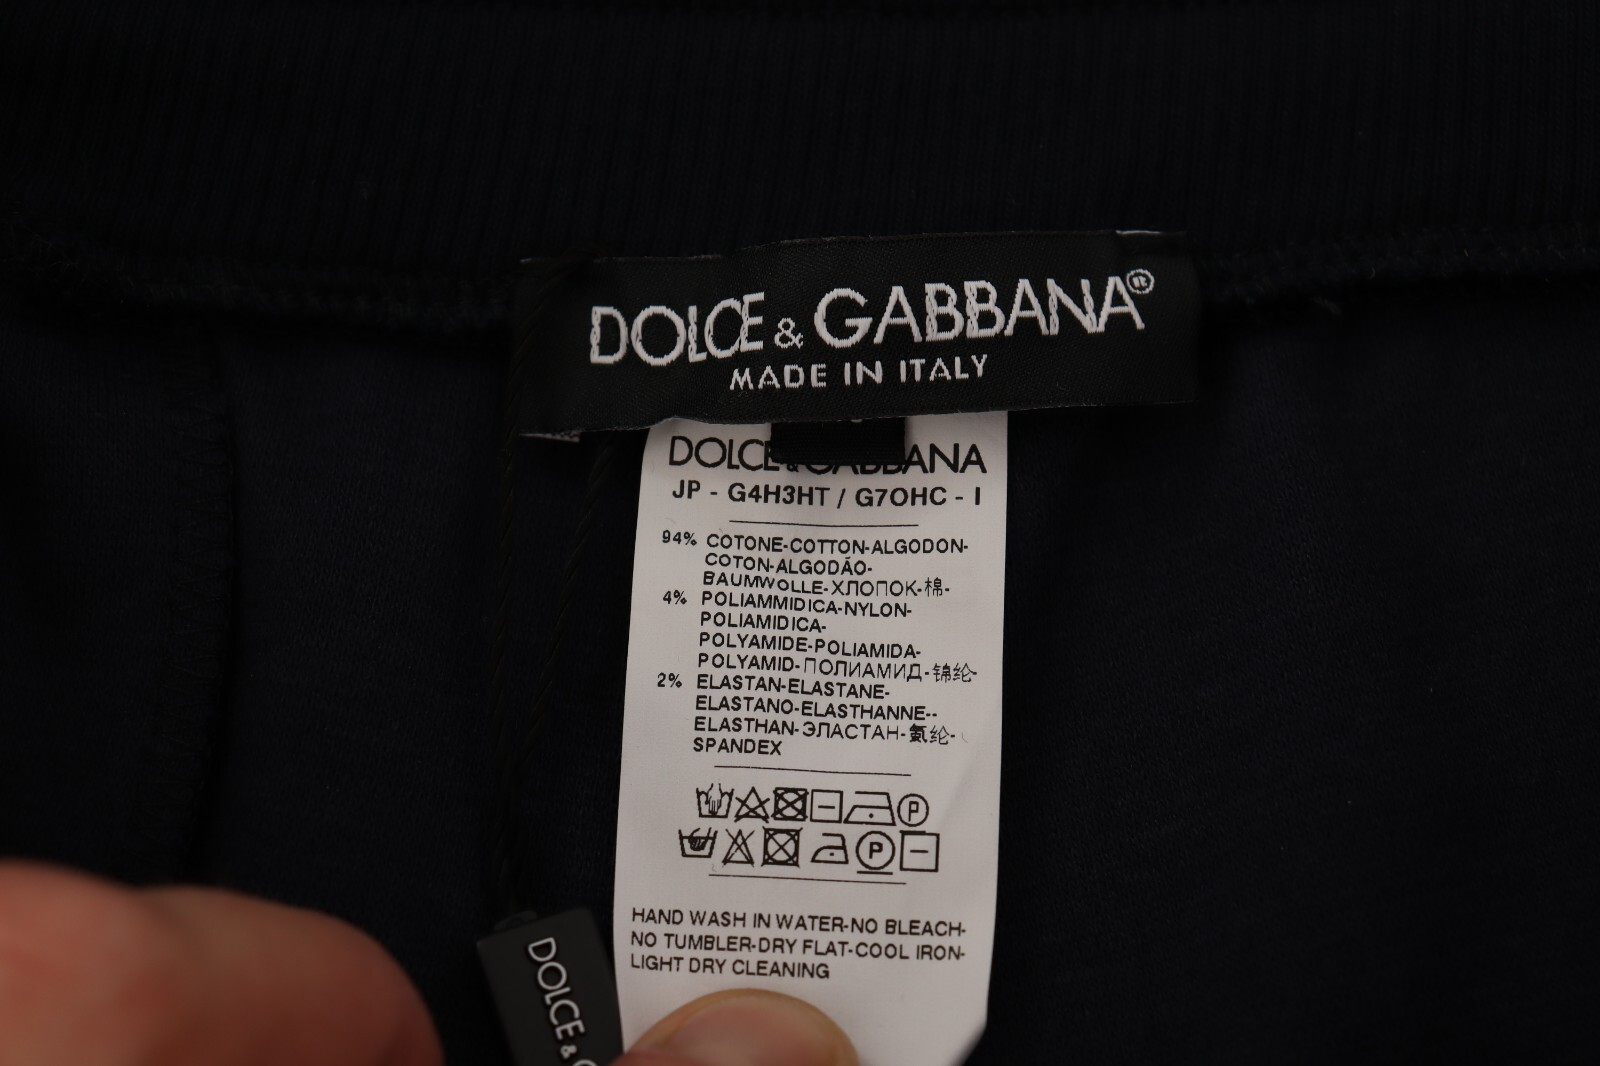 DOLCE & GABBANA®
MADE IN ITALY
DOLCE & GABBANA
JP - G4H3HT / G7OHC - I
94% COTONE-COTTON-ALGODON-
COTON-ALGODÃO-
BAUMWOLLE-ХЛОПОК-棉-
4% POLIAMMIDICA-NYLON-
POLIAMIDICA-
POLYAMIDE-POLIAMIDA-
POLYAMID-ПОЛИАМИД-锦纶-
2% ELASTAN-ELASTANE-
ELASTANO-ELASTHANNE--
ELASTHAN-ЭЛАСТАН-氨纶-
SPANDEX
P
P
HAND WASH IN WATER-NO BLEACH-
NO TUMBLER-DRY FLAT-COOL IRON-
LIGHT DRY CLEANING
DOLCE &